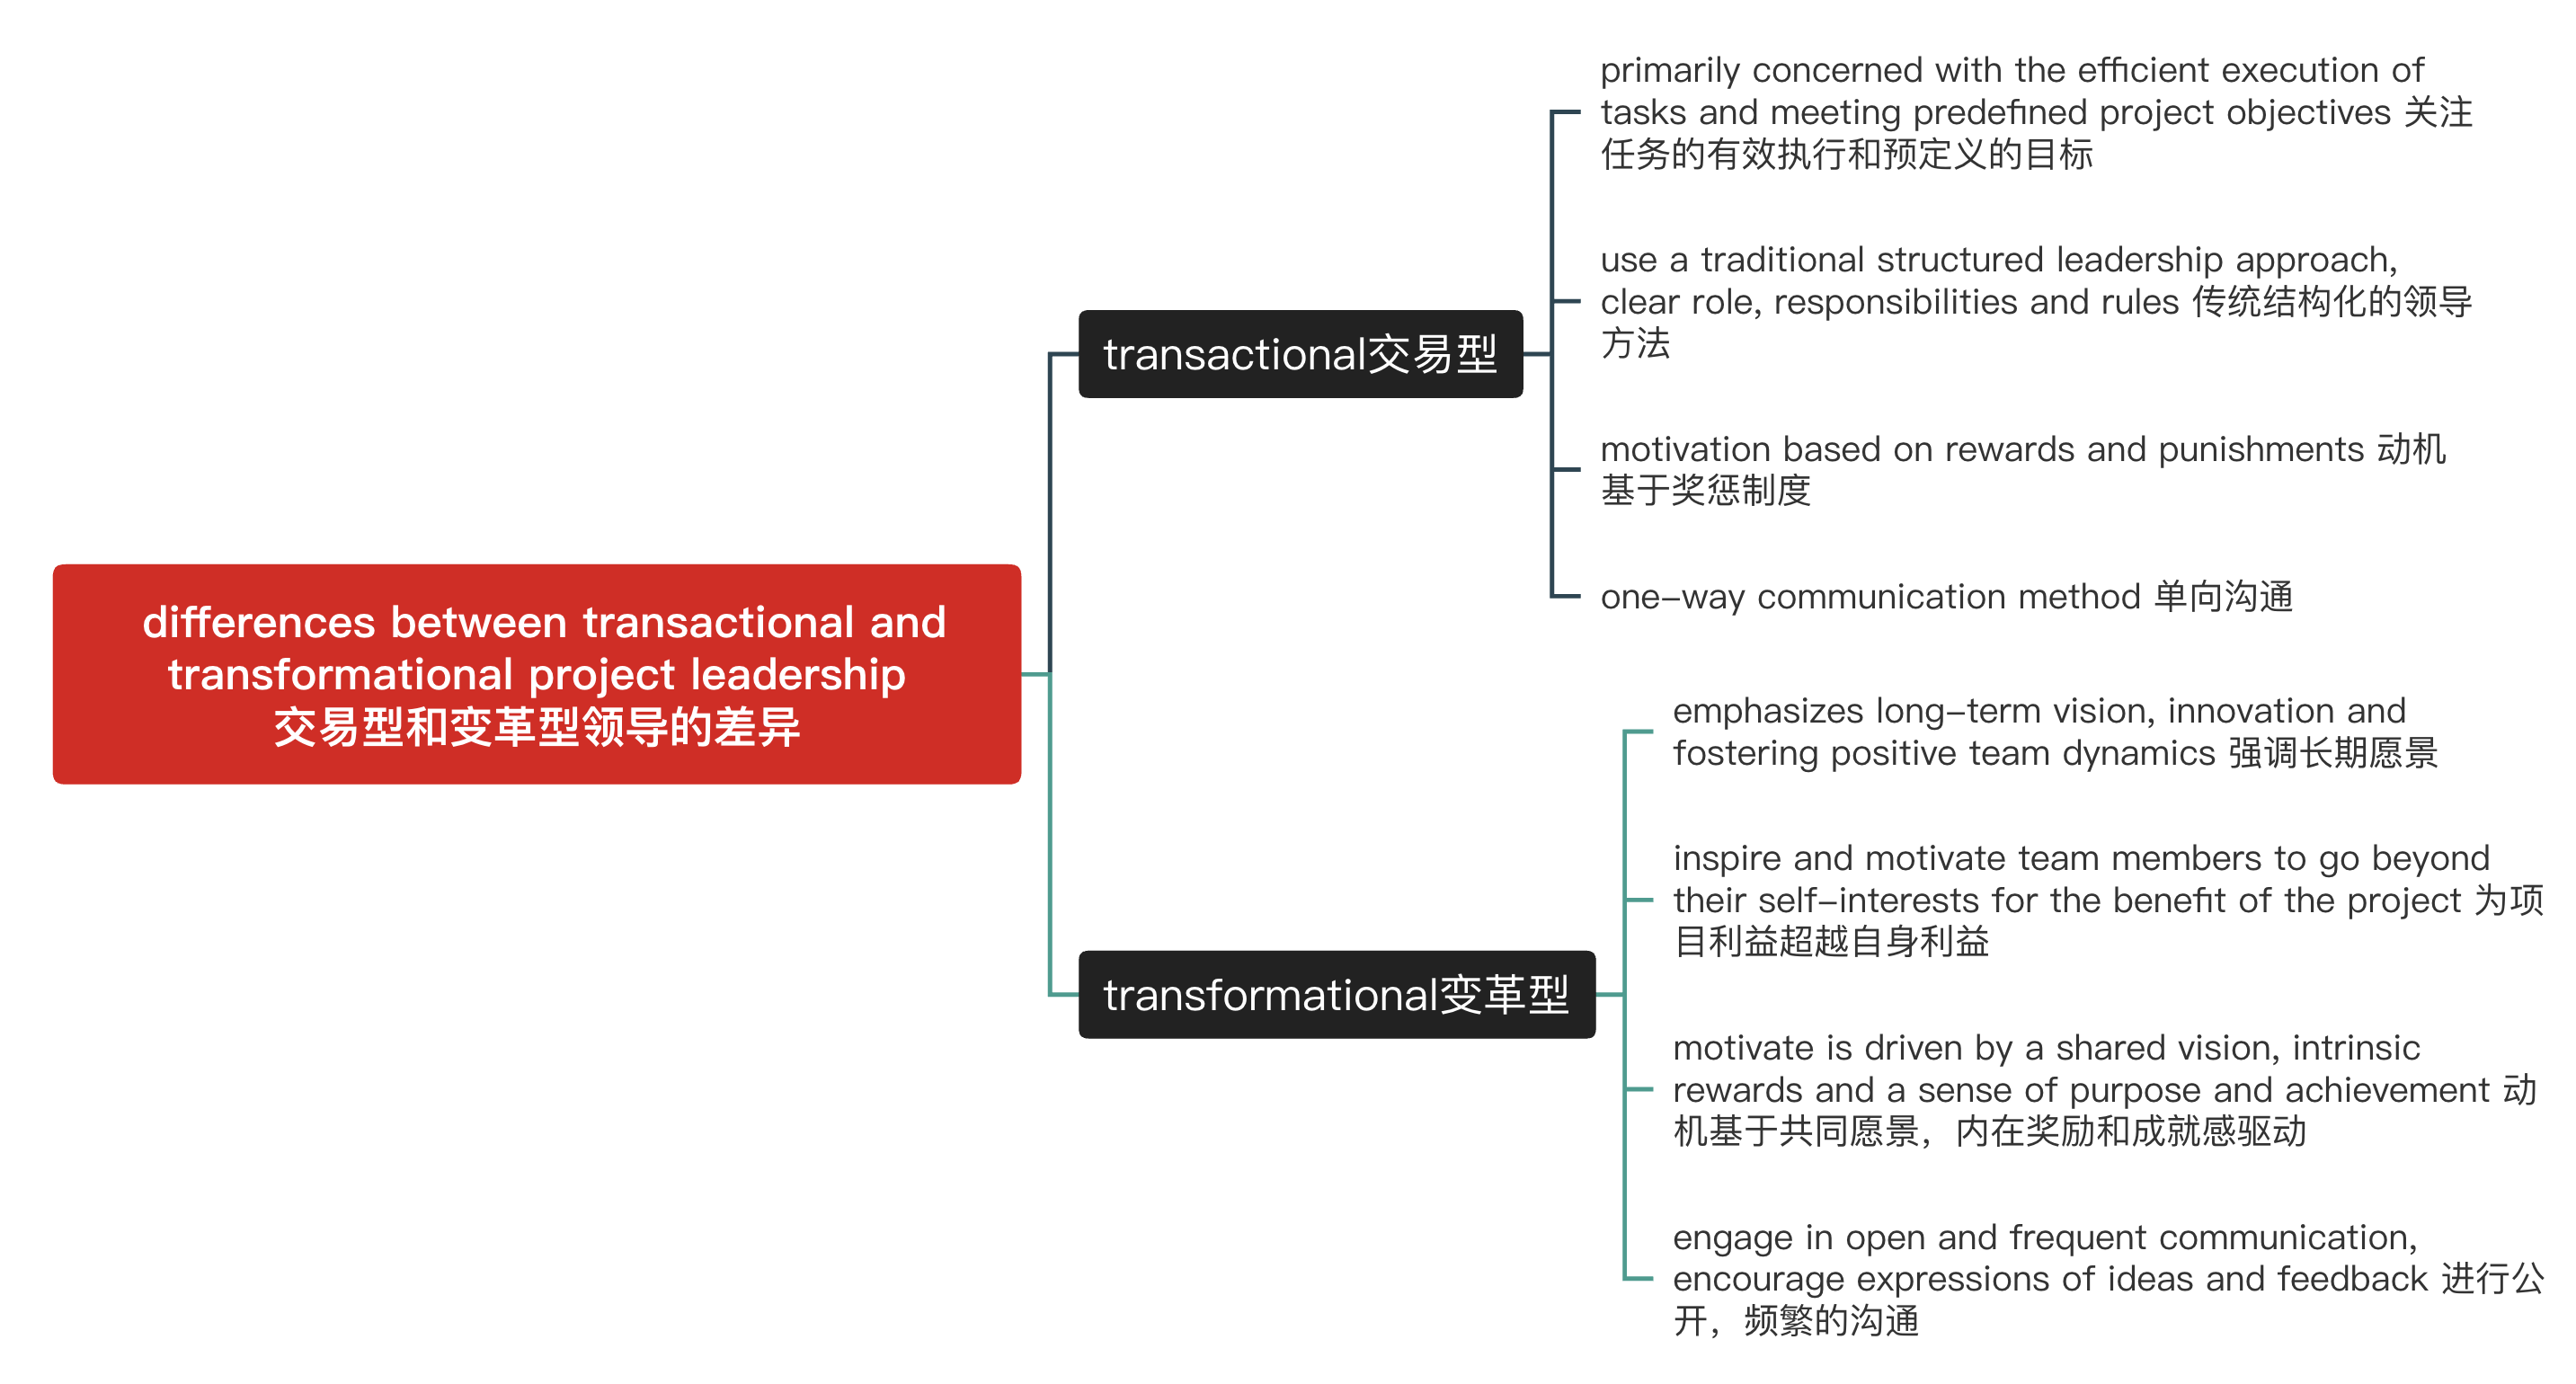 primarily concerned with the efficient execution of
tasks and meeting predefined project objectives 关注
任务的有效执行和预定义的目标
use a traditional structured leadership approach,
clear role, responsibilities and rules 传统结构化的领导
方法
transactional交易型
motivation based on rewards and punishments 动机
基于奖惩制度
one-way communication method 单向沟通
differences between transactional and
transformational project leadership
交易型和变革型领导的差异
emphasizes long-term vision, innovation and
fostering positive team dynamics 强调长期愿景
inspire and motivate team members to go beyond
their self-interests for the benefit of the project 为项
目利益超越自身利益
transformational变革型
motivate is driven by a shared vision, intrinsic
rewards and a sense of purpose and achievement 动
机基于共同愿景，内在奖励和成就感驱动
engage in open and frequent communication,
encourage expressions of ideas and feedback 进行公
开，频繁的沟通